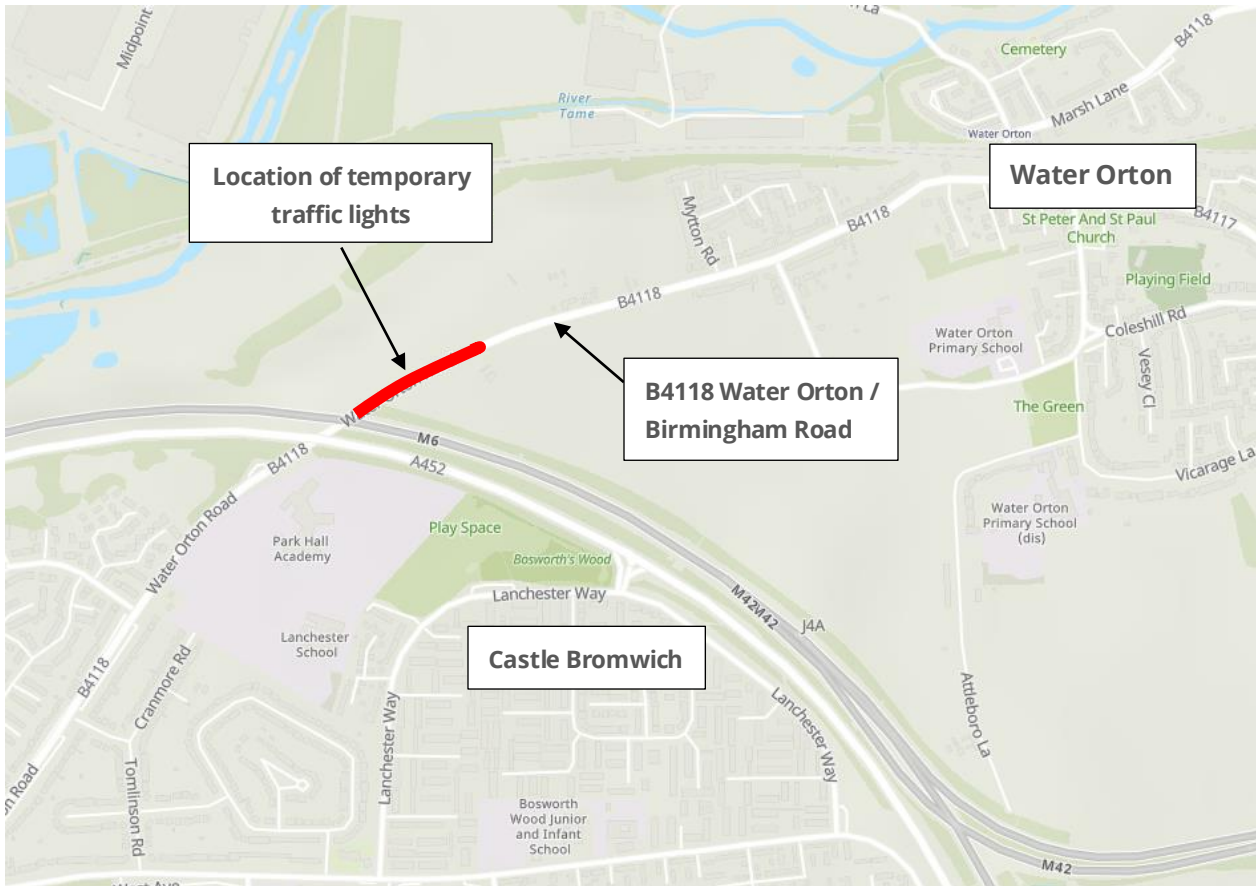 Midpoint
B4118
Cemetery
Marsh Lane
River
Tame
Water Orton
Location of temporary
traffic lights
Water Orton
Mytton Rd
B4118
B4117
St Peter And St Paul
Church
Playing Field
B4118
Coleshill Rd
Water Orton
Primary School
Vesey Cl
B4118 Water Orton /
Birmingham Road
The Green
M6
A452
B4118
Vicarage La
Water Orton Road
Play Space
Park Hall
Academy
Water Orton
Primary School
(dis)
Bosworth's Wood
Lanchester Way
M42
M42
J4A
Lanchester
School
Castle Bromwich
B4118
Cranmore Rd
Lanchester Way
Lanchester Way
Attleboro La
Tomlinson Rd
on Road
Bosworth
Wood Junior
and Infant
School
M42